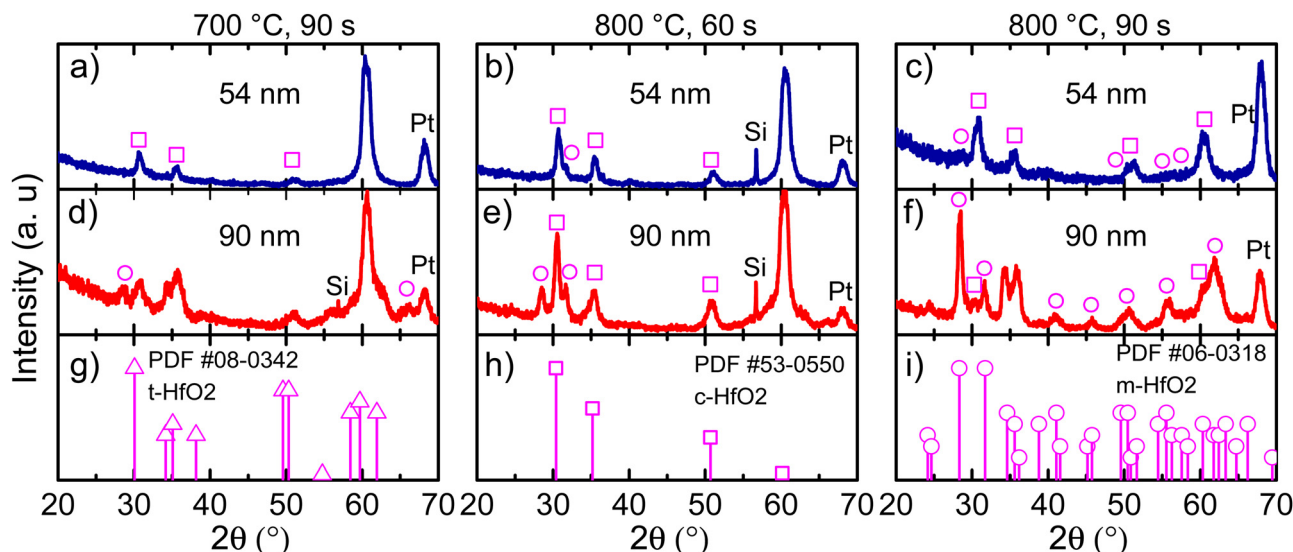 700 °C, 90 s
800 °C, 60 s
800 °C, 90 s
Intensity (a. u)
a)
54 nm
Pt
b)
54 nm
Si
Pt
c)
54 nm
Pt
d)
90 nm
Si
Pt
e)
90 nm
Si
Pt
f)
90 nm
Pt
g)
PDF #08-0342
t-HfO2
h)
PDF #53-0550
c-HfO2
i)
PDF #06-0318
m-HfO2
20 30 40 50 60 70
20 30 40 50 60 70
20 30 40 50 60 70
2θ (°)
2θ (°)
2θ (°)